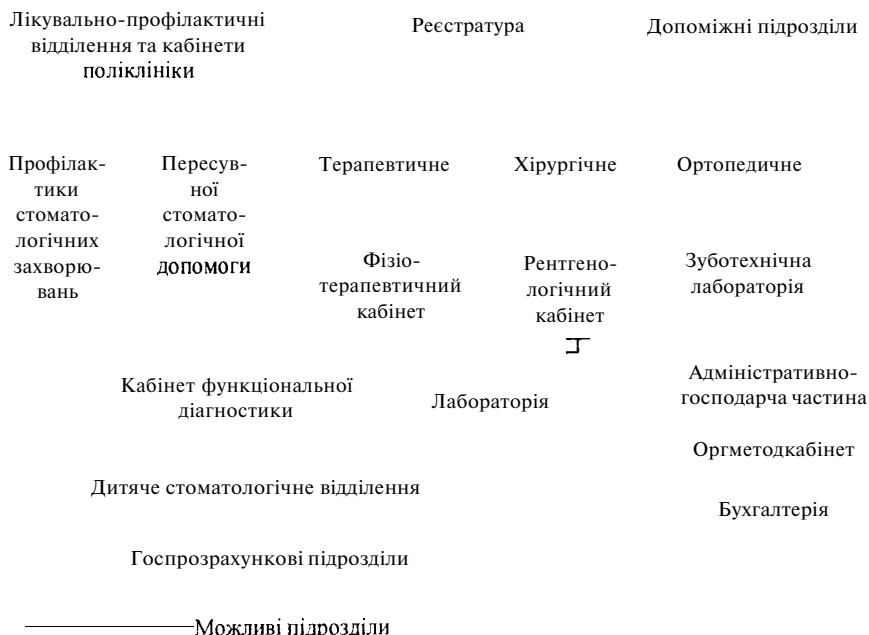 Лікувально-профілактичні
відділення та кабінети
поліклініки
Реєстратура
Допоміжні підрозділи
Профілак-
тики
стомато-
логічних
захворю-
вань
Пересув-
ної
стомато-
логічної
допомоги
Терапевтичне
Хірургічне
Ортопедичне
Фізіо-
терапевтичний
кабінет
Рентгено-
логічний
кабінет
Зуботехнічна
лабораторія
Кабінет функціональної
діагностики
Лабораторія
Адміністративно-
господарча частина
Оргметодкабінет
Дитяче стоматологічне відділення
Бухгалтерія
Госпрозрахункові підрозділи
Можливі підрозділи